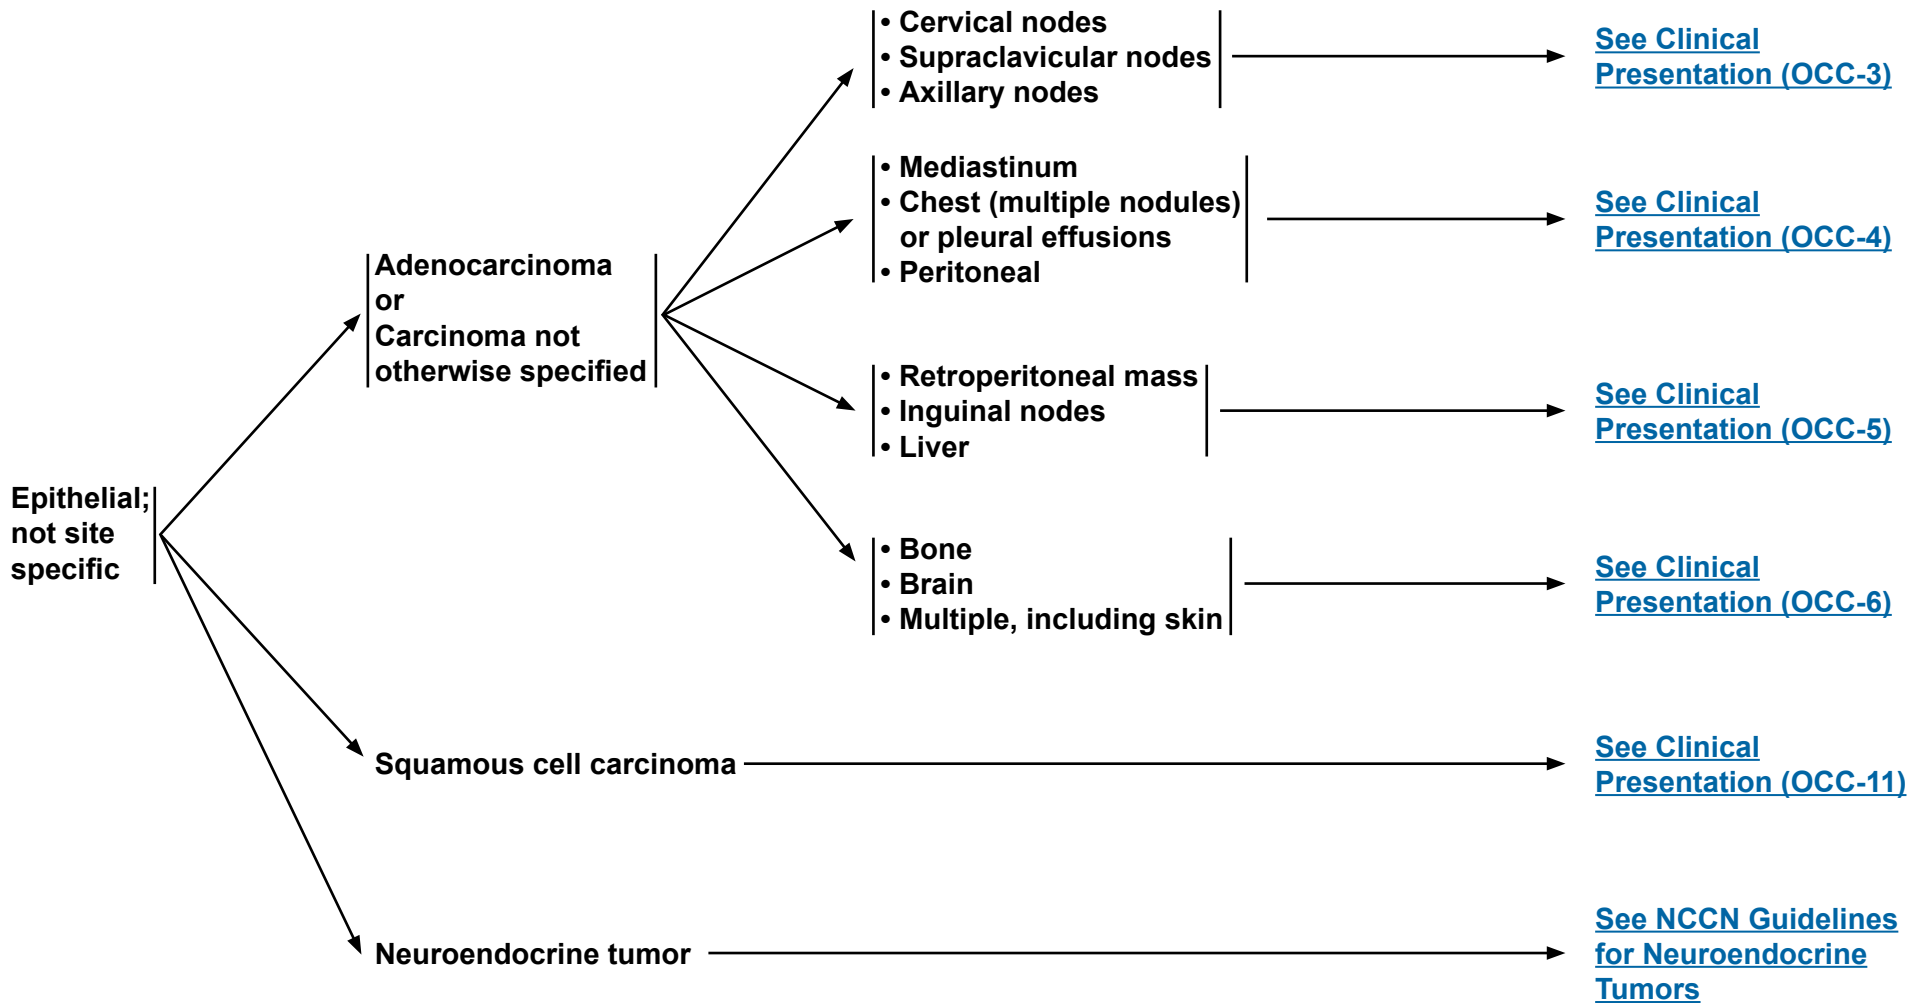 Epithelial;
not site
specific
Adenocarcinoma
or
Carcinoma not
otherwise specified
• Cervical nodes
• Supraclavicular nodes
• Axillary nodes
See Clinical
Presentation (OCC-3)
• Mediastinum
• Chest (multiple nodules)
or pleural effusions
• Peritoneal
See Clinical
Presentation (OCC-4)
• Retroperitoneal mass
• Inguinal nodes
• Liver
See Clinical
Presentation (OCC-5)
• Bone
• Brain
• Multiple, including skin
See Clinical
Presentation (OCC-6)
Squamous cell carcinoma
See Clinical
Presentation (OCC-11)
Neuroendocrine tumor
See NCCN Guidelines
for Neuroendocrine
Tumors